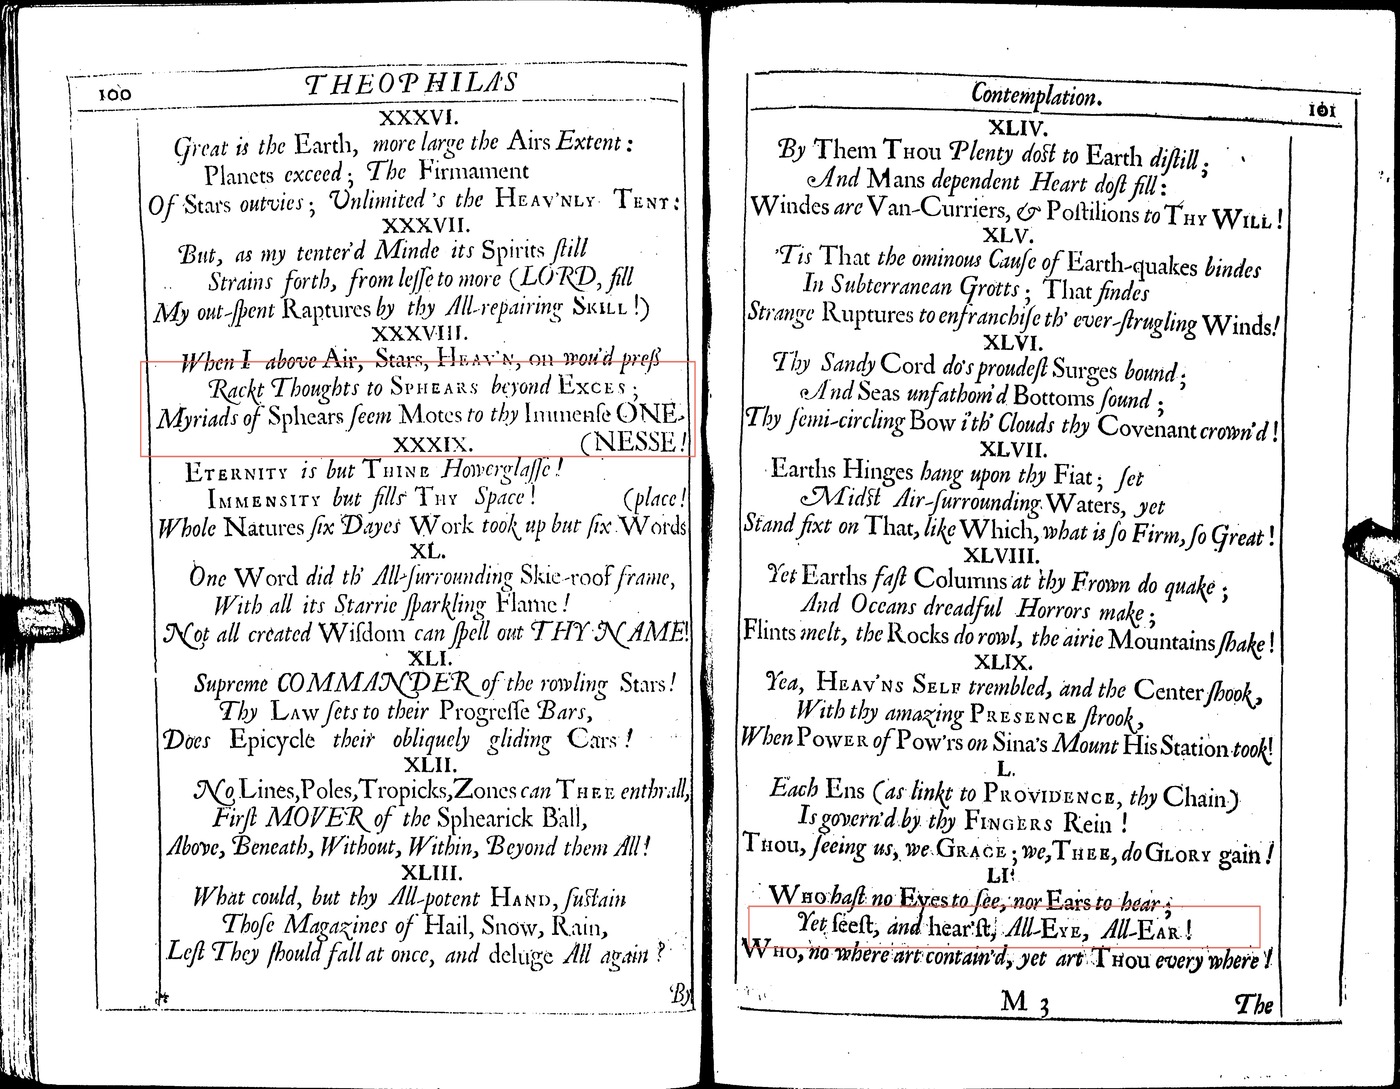 100
THEOPHILA'S
XXXVI.
Great is the Earth, more large the Airs Extent:
Planets exceed; The Firmament
Of Stars outvies; Unlimited 's the HEAV'NLY TENT:
XXXVII.
But, as my tenter'd Minde its Spirits ſtill
Strains forth, from leſſe to more (LORD, fill
My out-ſpent Raptures by thy All-repairing SKILL!)
XXXVIII.
When I above Air, Stars, HEAV'N, on wou'd preſs
Rackt Thoughts to SPHEARS beyond EXCES;
Myriads of Sphears ſeem Motes to thy Immenſe ONE-
XXXIX. (NESSE!
ETERNITY is but THINE Howerglaſſe!
IMMENSITY but fills THY Space! (place!
Whole Natures ſix Dayes Work took up but ſix Words
XL.
One Word did th' All-ſurrounding Skie-roof frame,
With all its Starrie ſparkling Flame!
Not all created Wiſdom can ſpell out THY NAME!
XLI.
Supreme COMMANDER of the rowling Stars!
Thy LAW ſets to their Progreſſe Bars,
Does Epicycle their obliquely gliding Cars!
XLII.
No Lines, Poles, Tropicks, Zones can THEE enthrall,
Firſt MOVER of the Sphearick Ball,
Above, Beneath, Without, Within, Beyond them All!
XLIII.
What could, but thy All-potent HAND, ſuſtain
Thoſe Magazines of Hail, Snow, Rain,
Leſt They ſhould fall at once, and deluge All again?
By
Contemplation.
101
XLIV.
By Them THOU Plenty doſt to Earth diſtill;
And Mans dependent Heart doſt fill:
Windes are Van-Curriers, & Poſtilions to THY WILL!
XLV.
'Tis That the ominous Cauſe of Earth-quakes bindes
In Subterranean Grotts; That findes
Strange Ruptures to enfranchiſe th' ever-ſtrugling Winds!
XLVI.
Thy Sandy Cord do's proudeſt Surges bound;
And Seas unfathom'd Bottoms ſound;
Thy ſemi-circling Bow i'th' Clouds thy Covenant crown'd!
XLVII.
Earths Hinges hang upon thy Fiat; ſet
Midſt Air-ſurrounding Waters, yet
Stand fixt on That, like Which, what is ſo Firm, ſo Great!
XLVIII.
Yet Earths faſt Columns at thy Frown do quake;
And Oceans dreadful Horrors make;
Flints melt, the Rocks do rowl, the airie Mountains ſhake!
XLIX.
Yea, HEAV'NS SELF trembled, and the Center ſhook,
With thy amazing PRESENCE ſtrook,
When POWER of Pow'rs on Sina's Mount His Station took!
L.
Each Ens (as linkt to PROVIDENCE, thy Chain)
Is govern'd by thy FINGERS Rein!
THOU, ſeeing us, we GRACE; we, THEE, do GLORY gain!
LI.
WHO haſt no Eyes to ſee, nor Ears to hear;
Yet ſeeſt, and hear'ſt, All-EYE, All-EAR!
WHO, no where art contain'd, yet art THOU every where!
M 3
The